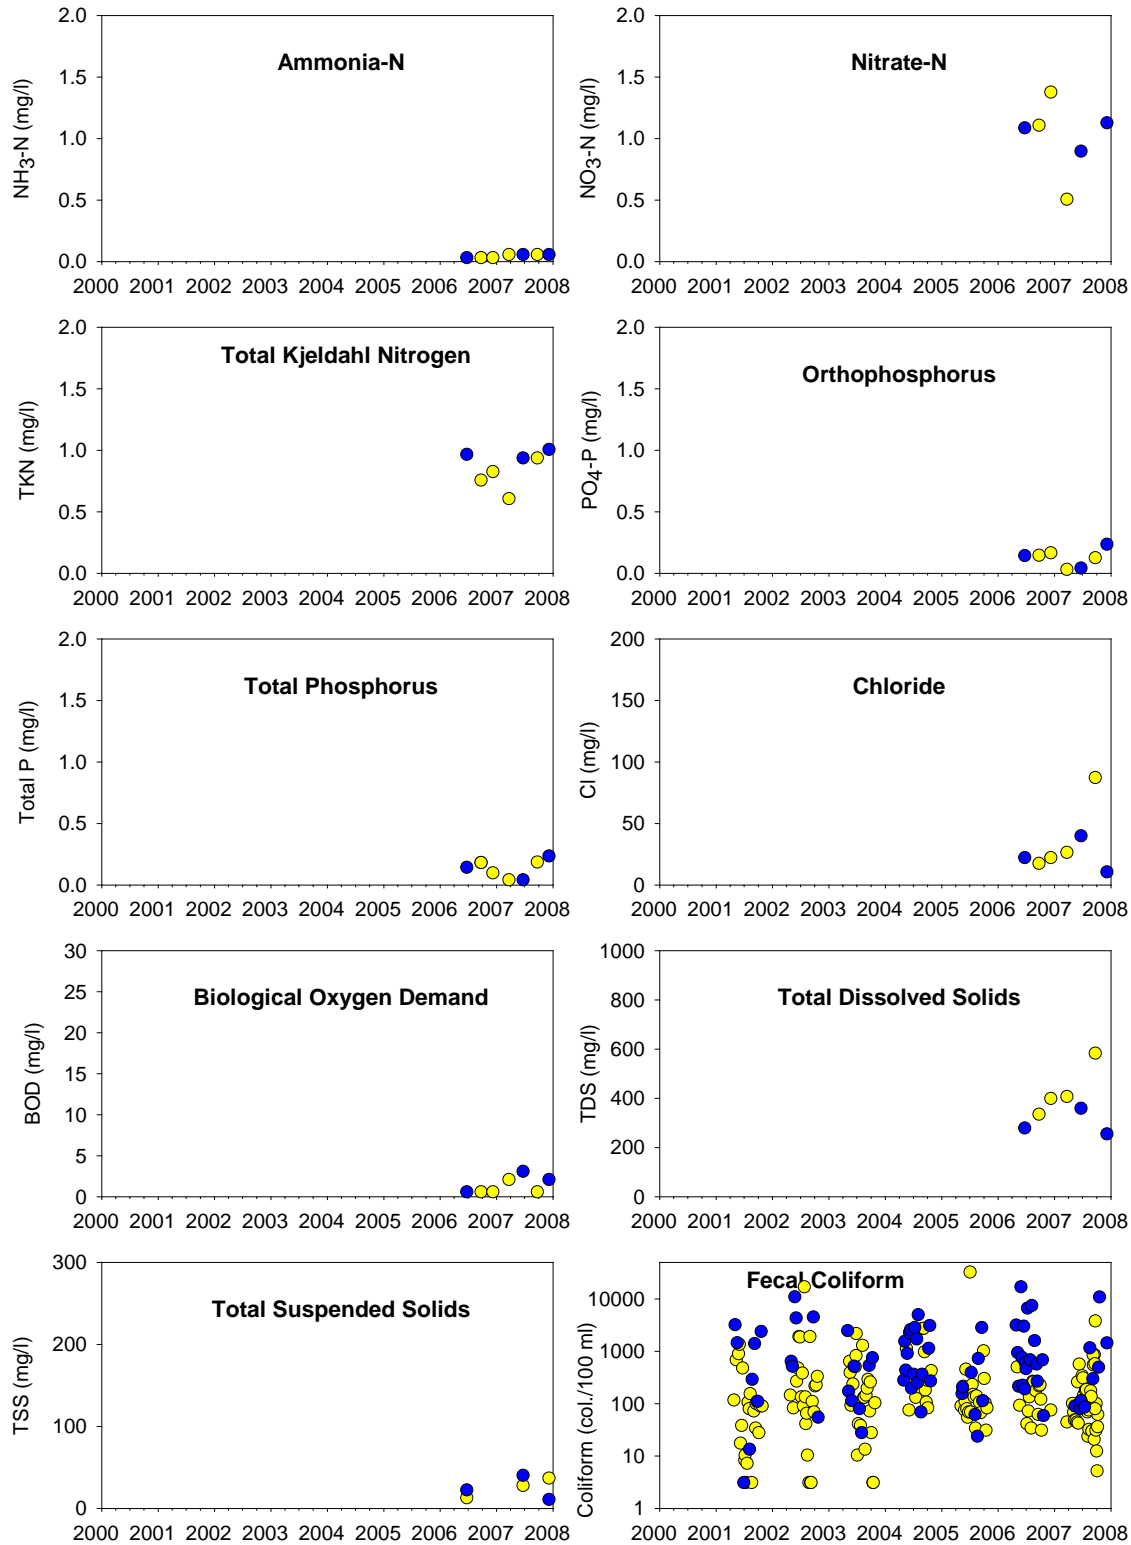 Ammonia-N
NH3-N (mg/l)
2.0
1.5
1.0
0.5
0.0
2000 2001 2002 2003 2004 2005 2006 2007 2008
Nitrate-N
NO3-N (mg/l)
2.0
1.5
1.0
0.5
0.0
2000 2001 2002 2003 2004 2005 2006 2007 2008
Total Kjeldahl Nitrogen
TKN (mg/l)
2.0
1.5
1.0
0.5
0.0
2000 2001 2002 2003 2004 2005 2006 2007 2008
Orthophosphorus
PO4-P (mg/l)
2.0
1.5
1.0
0.5
0.0
2000 2001 2002 2003 2004 2005 2006 2007 2008
Total Phosphorus
Total P (mg/l)
2.0
1.5
1.0
0.5
0.0
2000 2001 2002 2003 2004 2005 2006 2007 2008
Chloride
Cl (mg/l)
200
150
100
50
0
2000 2001 2002 2003 2004 2005 2006 2007 2008
Biological Oxygen Demand
BOD (mg/l)
30
25
20
15
10
5
0
2000 2001 2002 2003 2004 2005 2006 2007 2008
Total Dissolved Solids
TDS (mg/l)
1000
800
600
400
200
0
2000 2001 2002 2003 2004 2005 2006 2007 2008
Total Suspended Solids
TSS (mg/l)
300
200
100
0
2000 2001 2002 2003 2004 2005 2006 2007 2008
Fecal Coliform
Coliform (col./100 ml)
10000
1000
100
10
1
2000 2001 2002 2003 2004 2005 2006 2007 2008